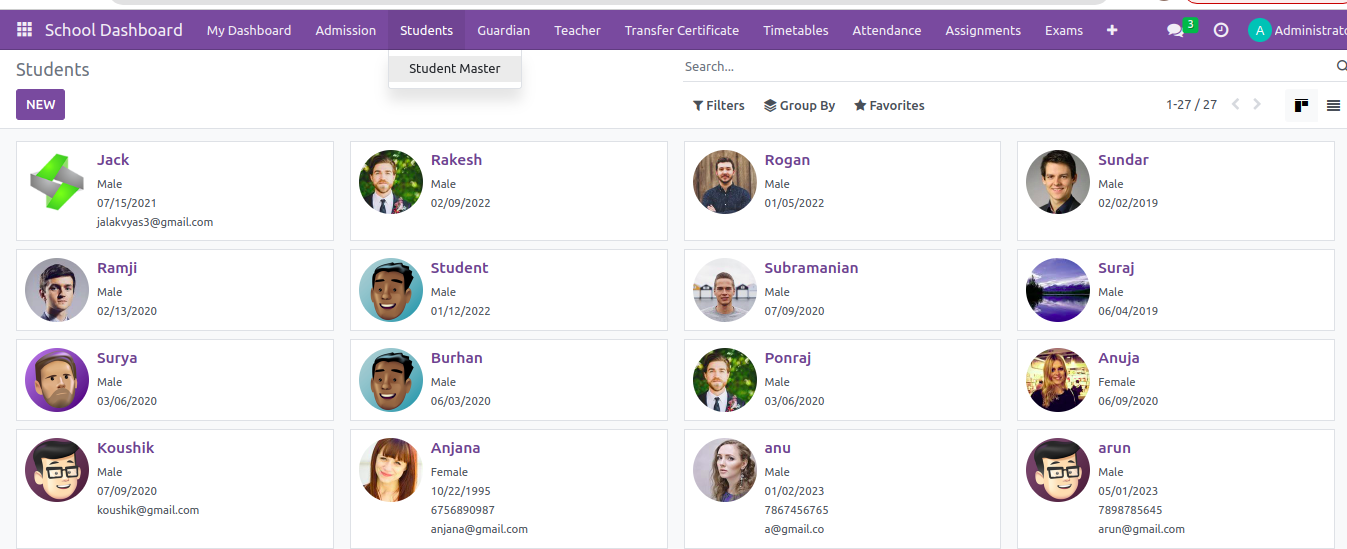 School Dashboard My Dashboard Admission Students Guardian Teacher Transfer Certificate Timetables Attendance Assignments Exams 3 A Administrato
Students Student Master Search...
NEW Filters Group By Favorites 1-27 / 27
Jack
Male
07/15/2021
jalakvyas3@gmail.com
Rakesh
Male
02/09/2022
Rogan
Male
01/05/2022
Sundar
Male
02/02/2019
Ramji
Male
02/13/2020
Student
Male
01/12/2022
Subramanian
Male
07/09/2020
Suraj
Male
06/04/2019
Surya
Male
03/06/2020
Burhan
Male
06/03/2020
Ponraj
Male
03/06/2020
Anuja
Female
06/09/2020
Koushik
Male
07/09/2020
koushik@gmail.com
Anjana
Female
10/22/1995
6756890987
anjana@gmail.com
anu
Male
01/02/2023
7867456765
a@gmail.co
arun
Male
05/01/2023
7898785645
arun@gmail.com